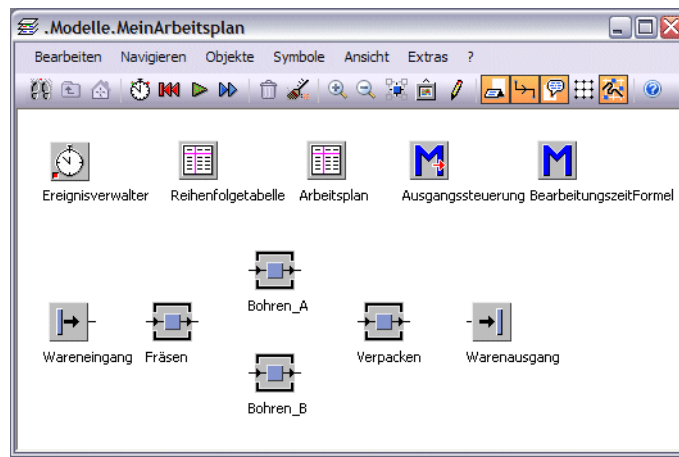 .Modelle.MeinArbeitsplan
Bearbeiten Navigieren Objekte Symbole Ansicht Extras ?
Ereignisverwalter Reihenfolgetabelle Arbeitsplan Ausgangssteuerung BearbeitungszeitFormel
Bohren_A
Wareneingang Fräsen Verpacken Warenausgang
Bohren_B